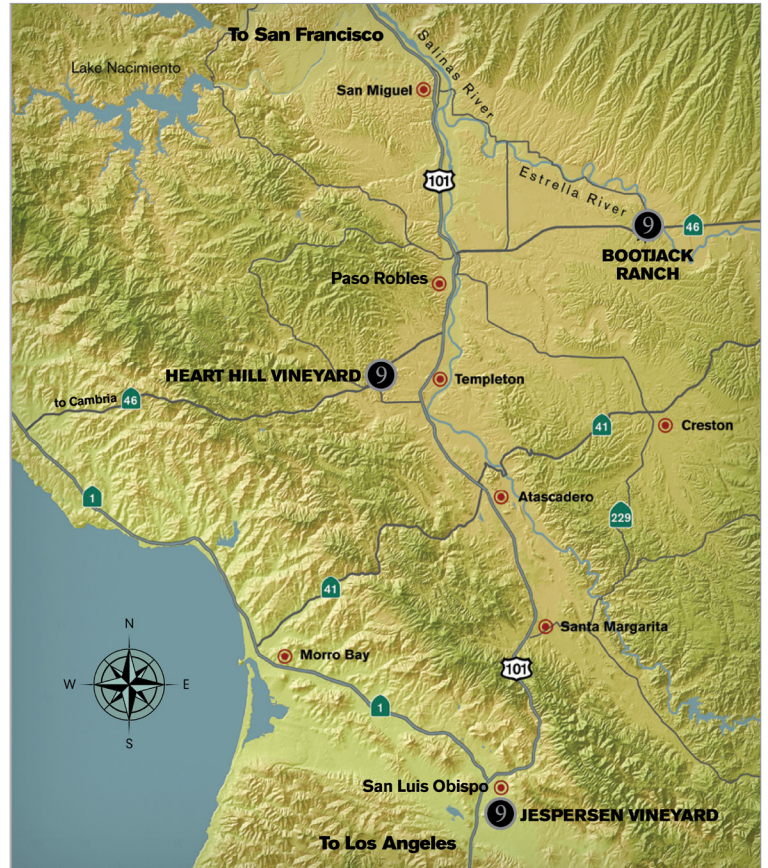 To San Francisco
Salinas River
Lake Nacimiento
San Miguel
101
Estrella River
9
46
BOOTJACK
RANCH
Paso Robles
HEART HILL VINEYARD
9
Templeton
to Cambria
46
41
Creston
1
Atascadero
229
41
N
W
E
S
Santa Margarita
Morro Bay
101
1
San Luis Obispo
9
JESPERSEN VINEYARD
To Los Angeles